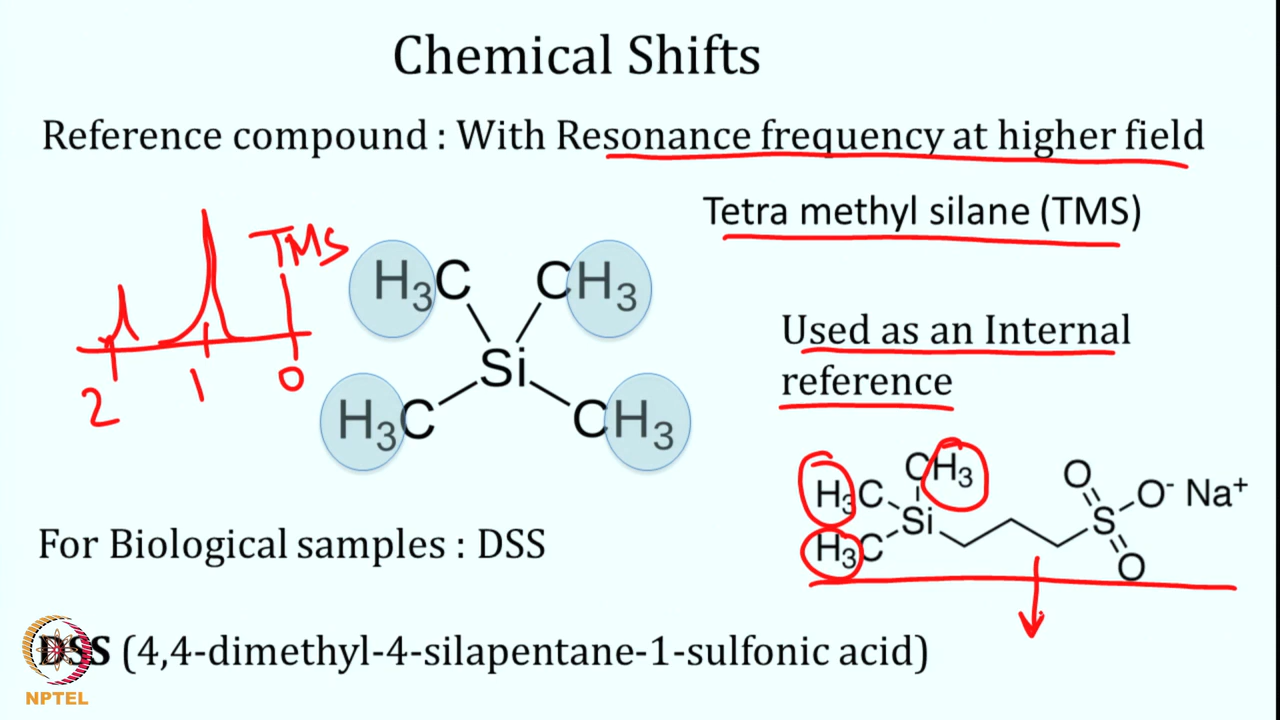 Chemical Shifts
Reference compound : With Resonance frequency at higher field
Tetra methyl silane (TMS)
TMS
2 1 0
H₃C CH₃
Si
H₃C CH₃
Used as an Internal
reference
CH₃
H₃C
Si
H₃C
O
S
O⁻ Na⁺
O
For Biological samples : DSS
DSS (4,4-dimethyl-4-silapentane-1-sulfonic acid)
NPTEL